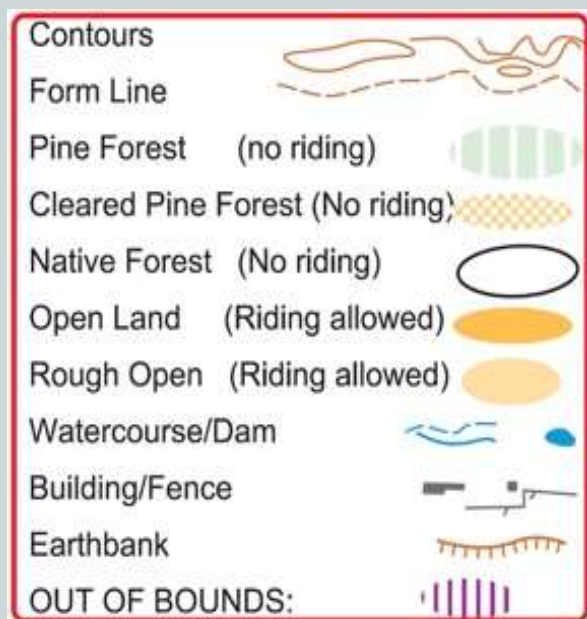 Contours
Form Line
Pine Forest (no riding)
Cleared Pine Forest (No riding)
Native Forest (No riding)
Open Land (Riding allowed)
Rough Open (Riding allowed)
Watercourse/Dam
Building/Fence
Earthbank
OUT OF BOUNDS: